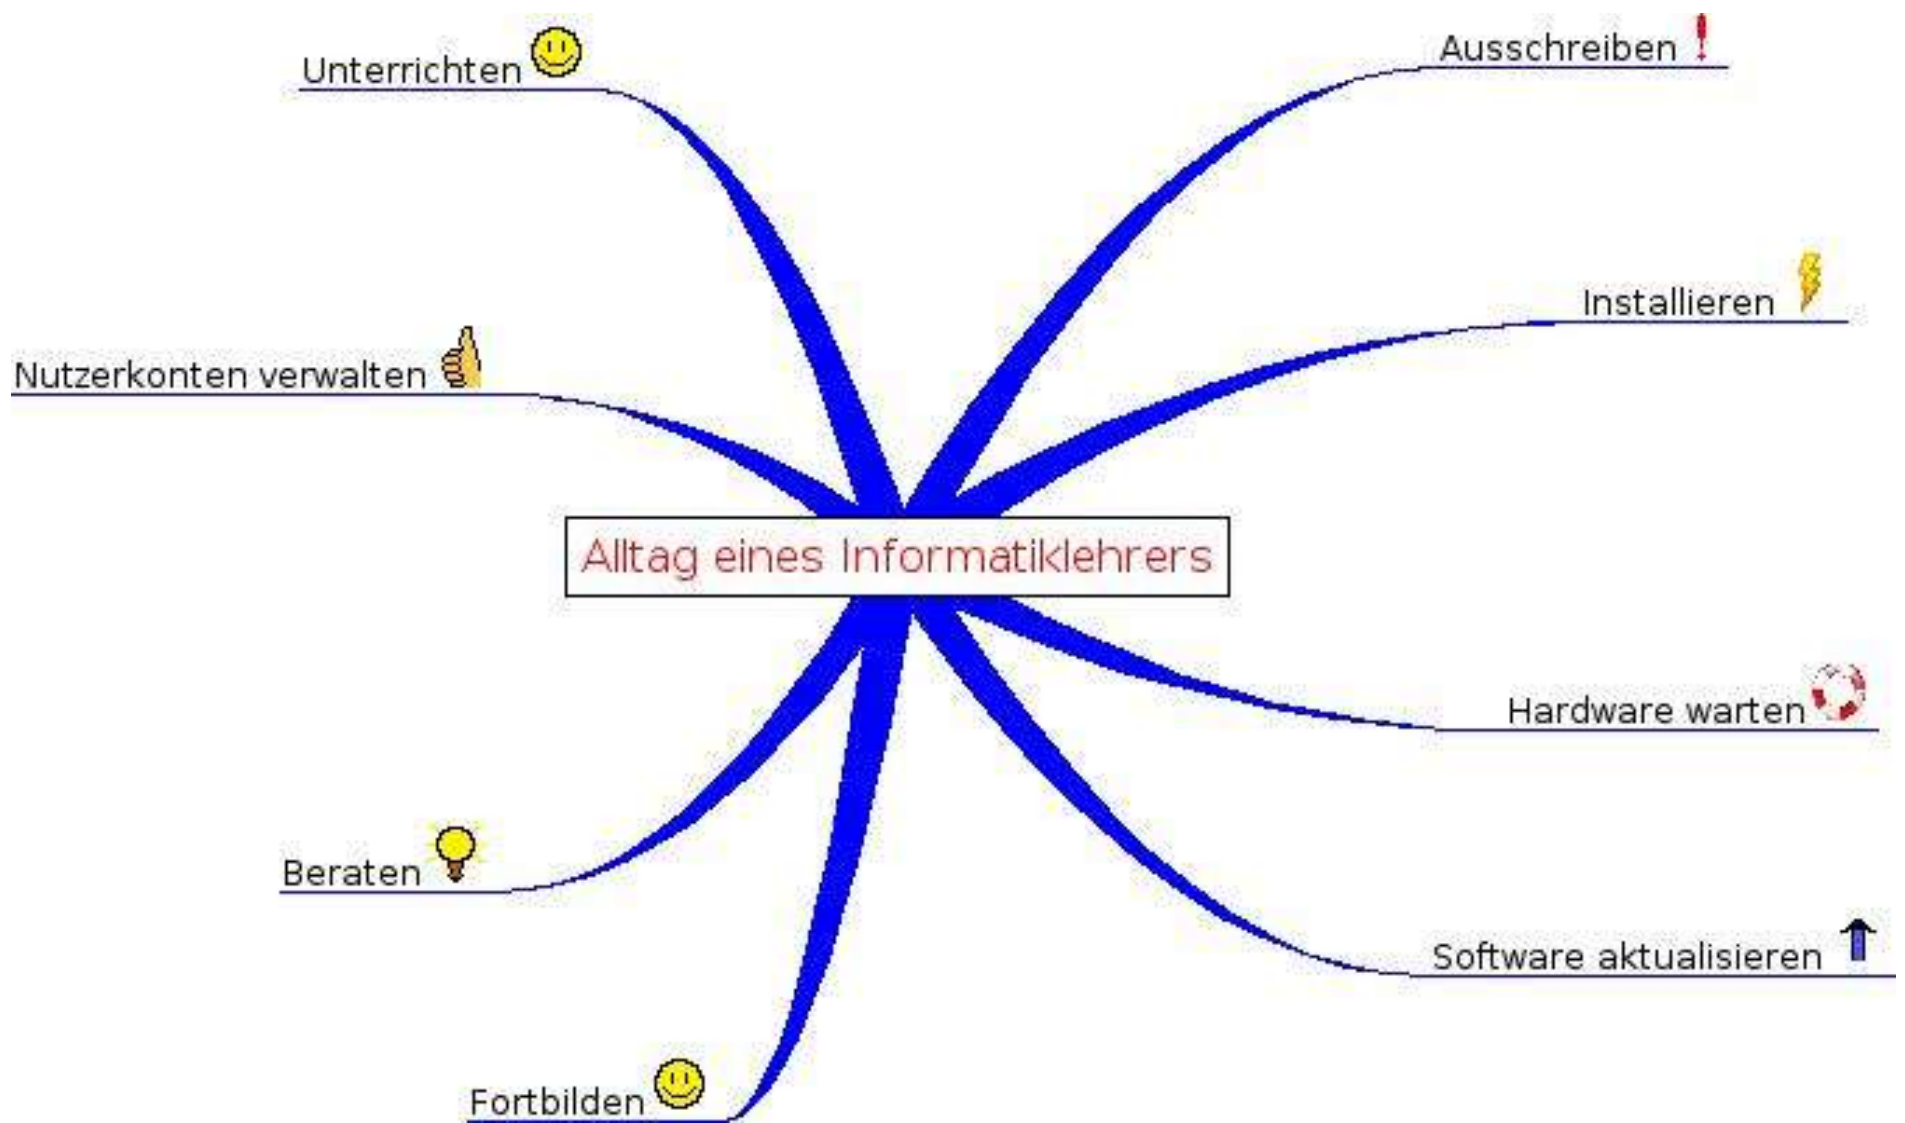 Unterrichten
Ausschreiben
Installieren
Nutzerkonten verwalten
Alltag eines Informatiklehrers
Hardware warten
Beraten
Software aktualisieren
Fortbilden